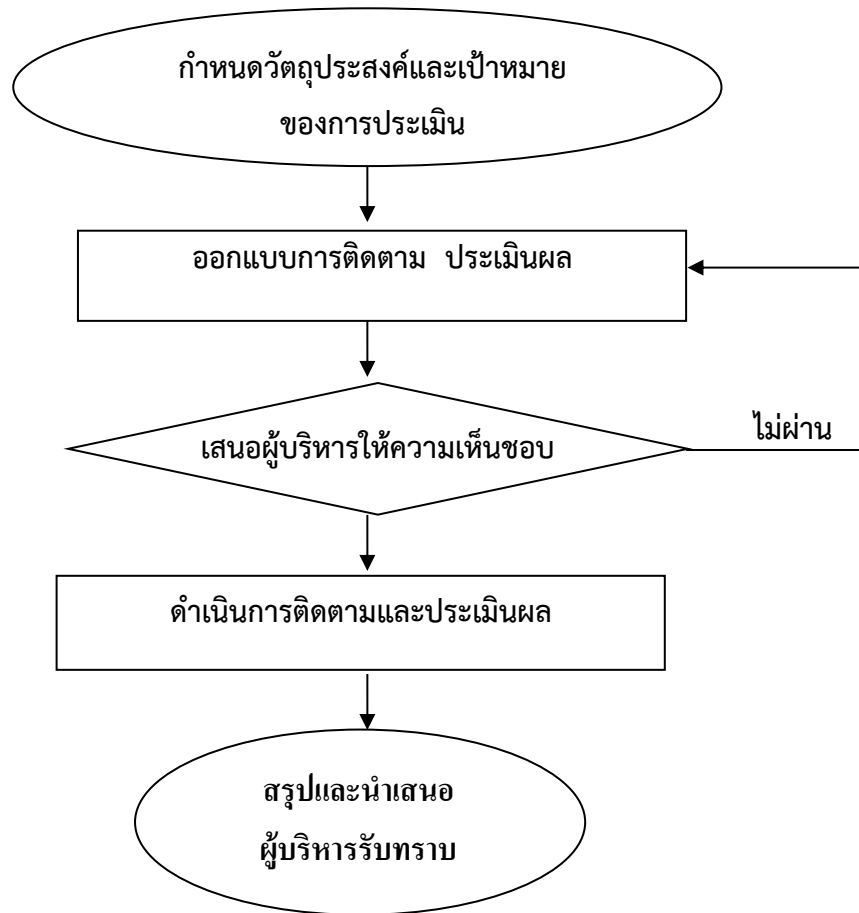 กำหนดวัตถุประสงค์และเป้าหมาย
ของการประเมิน
ออกแบบการติดตาม ประเมินผล
เสนอผู้บริหารให้ความเห็นชอบ
ไม่ผ่าน
ดำเนินการติดตามและประเมินผล
สรุปและนำเสนอ
ผู้บริหารรับทราบ